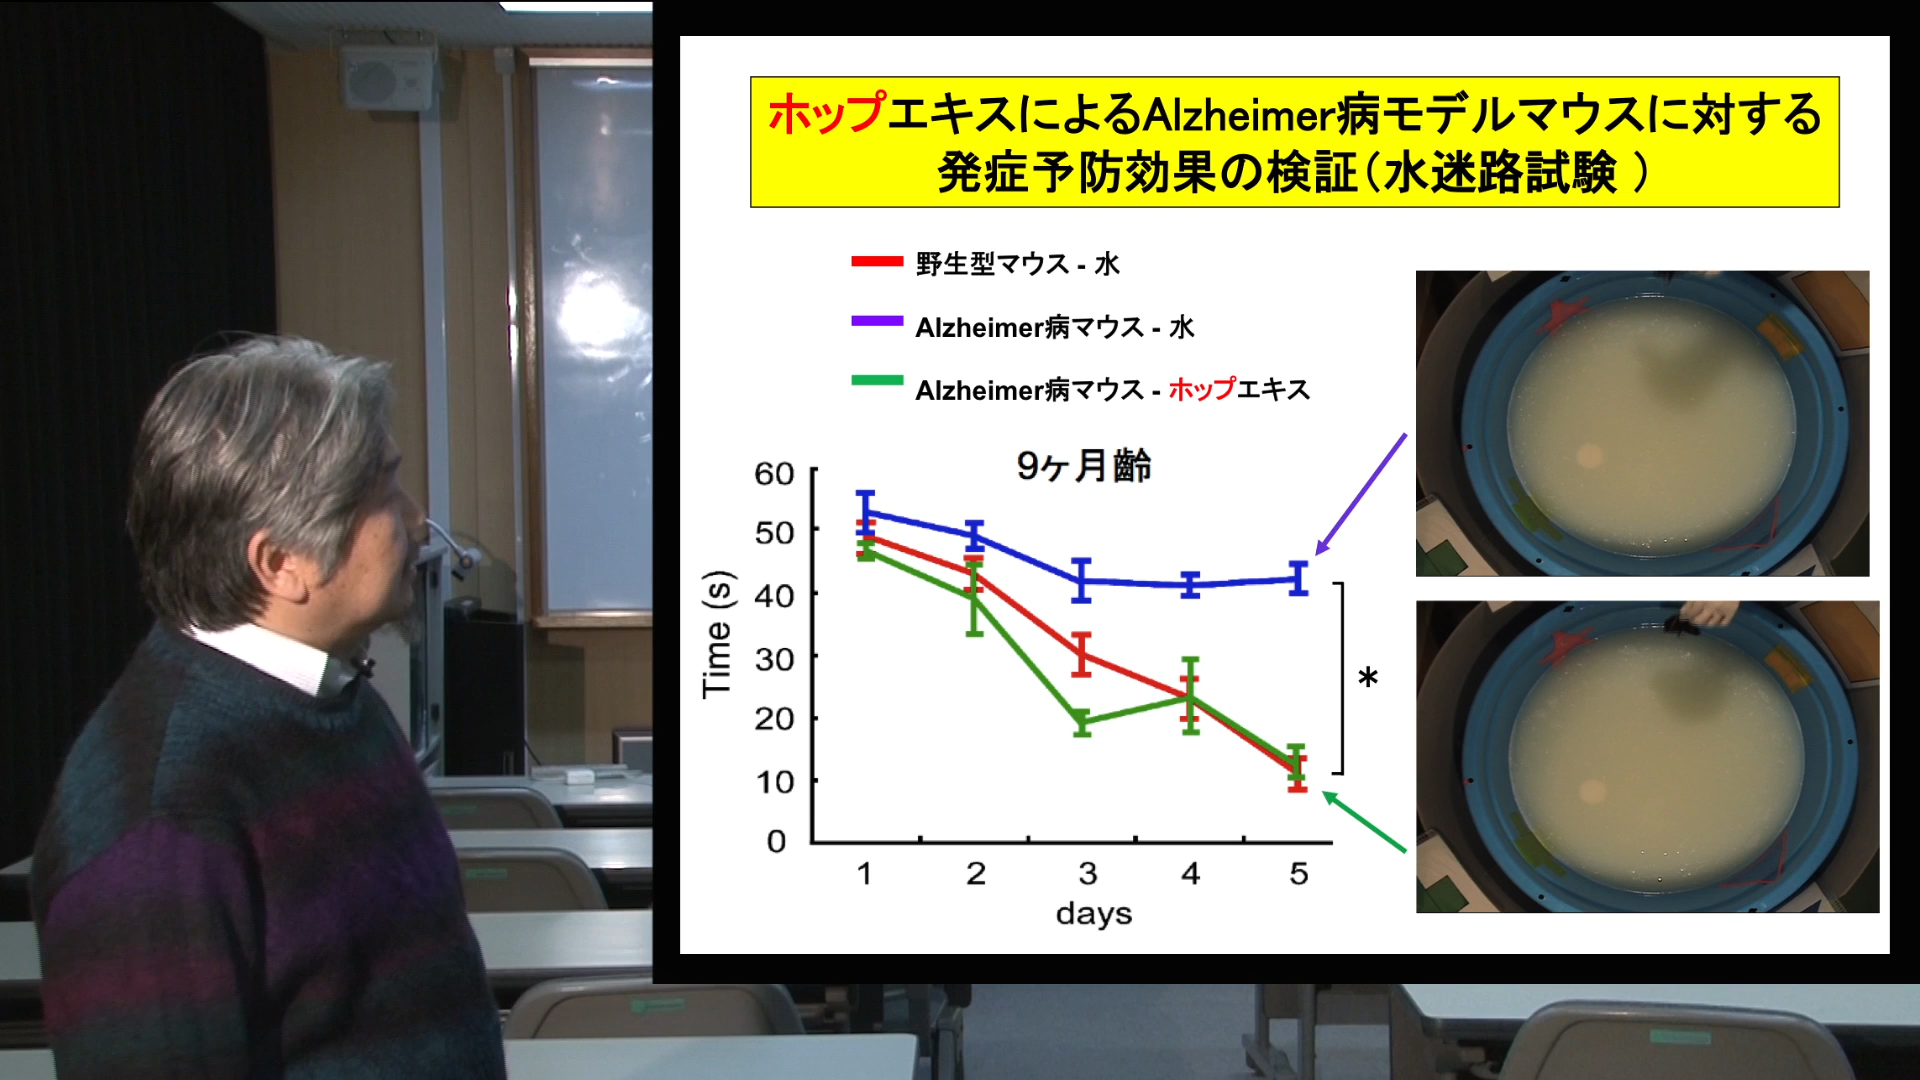 ホップエキスによるAlzheimer病モデルマウスに対する
発症予防効果の検証(水迷路試験 )
野生型マウス - 水
Alzheimer病マウス - 水
Alzheimer病マウス - ホップエキス
9ヶ月齢
60
50
40
30
20
10
0
Time (s)
1 2 3 4 5
days
*